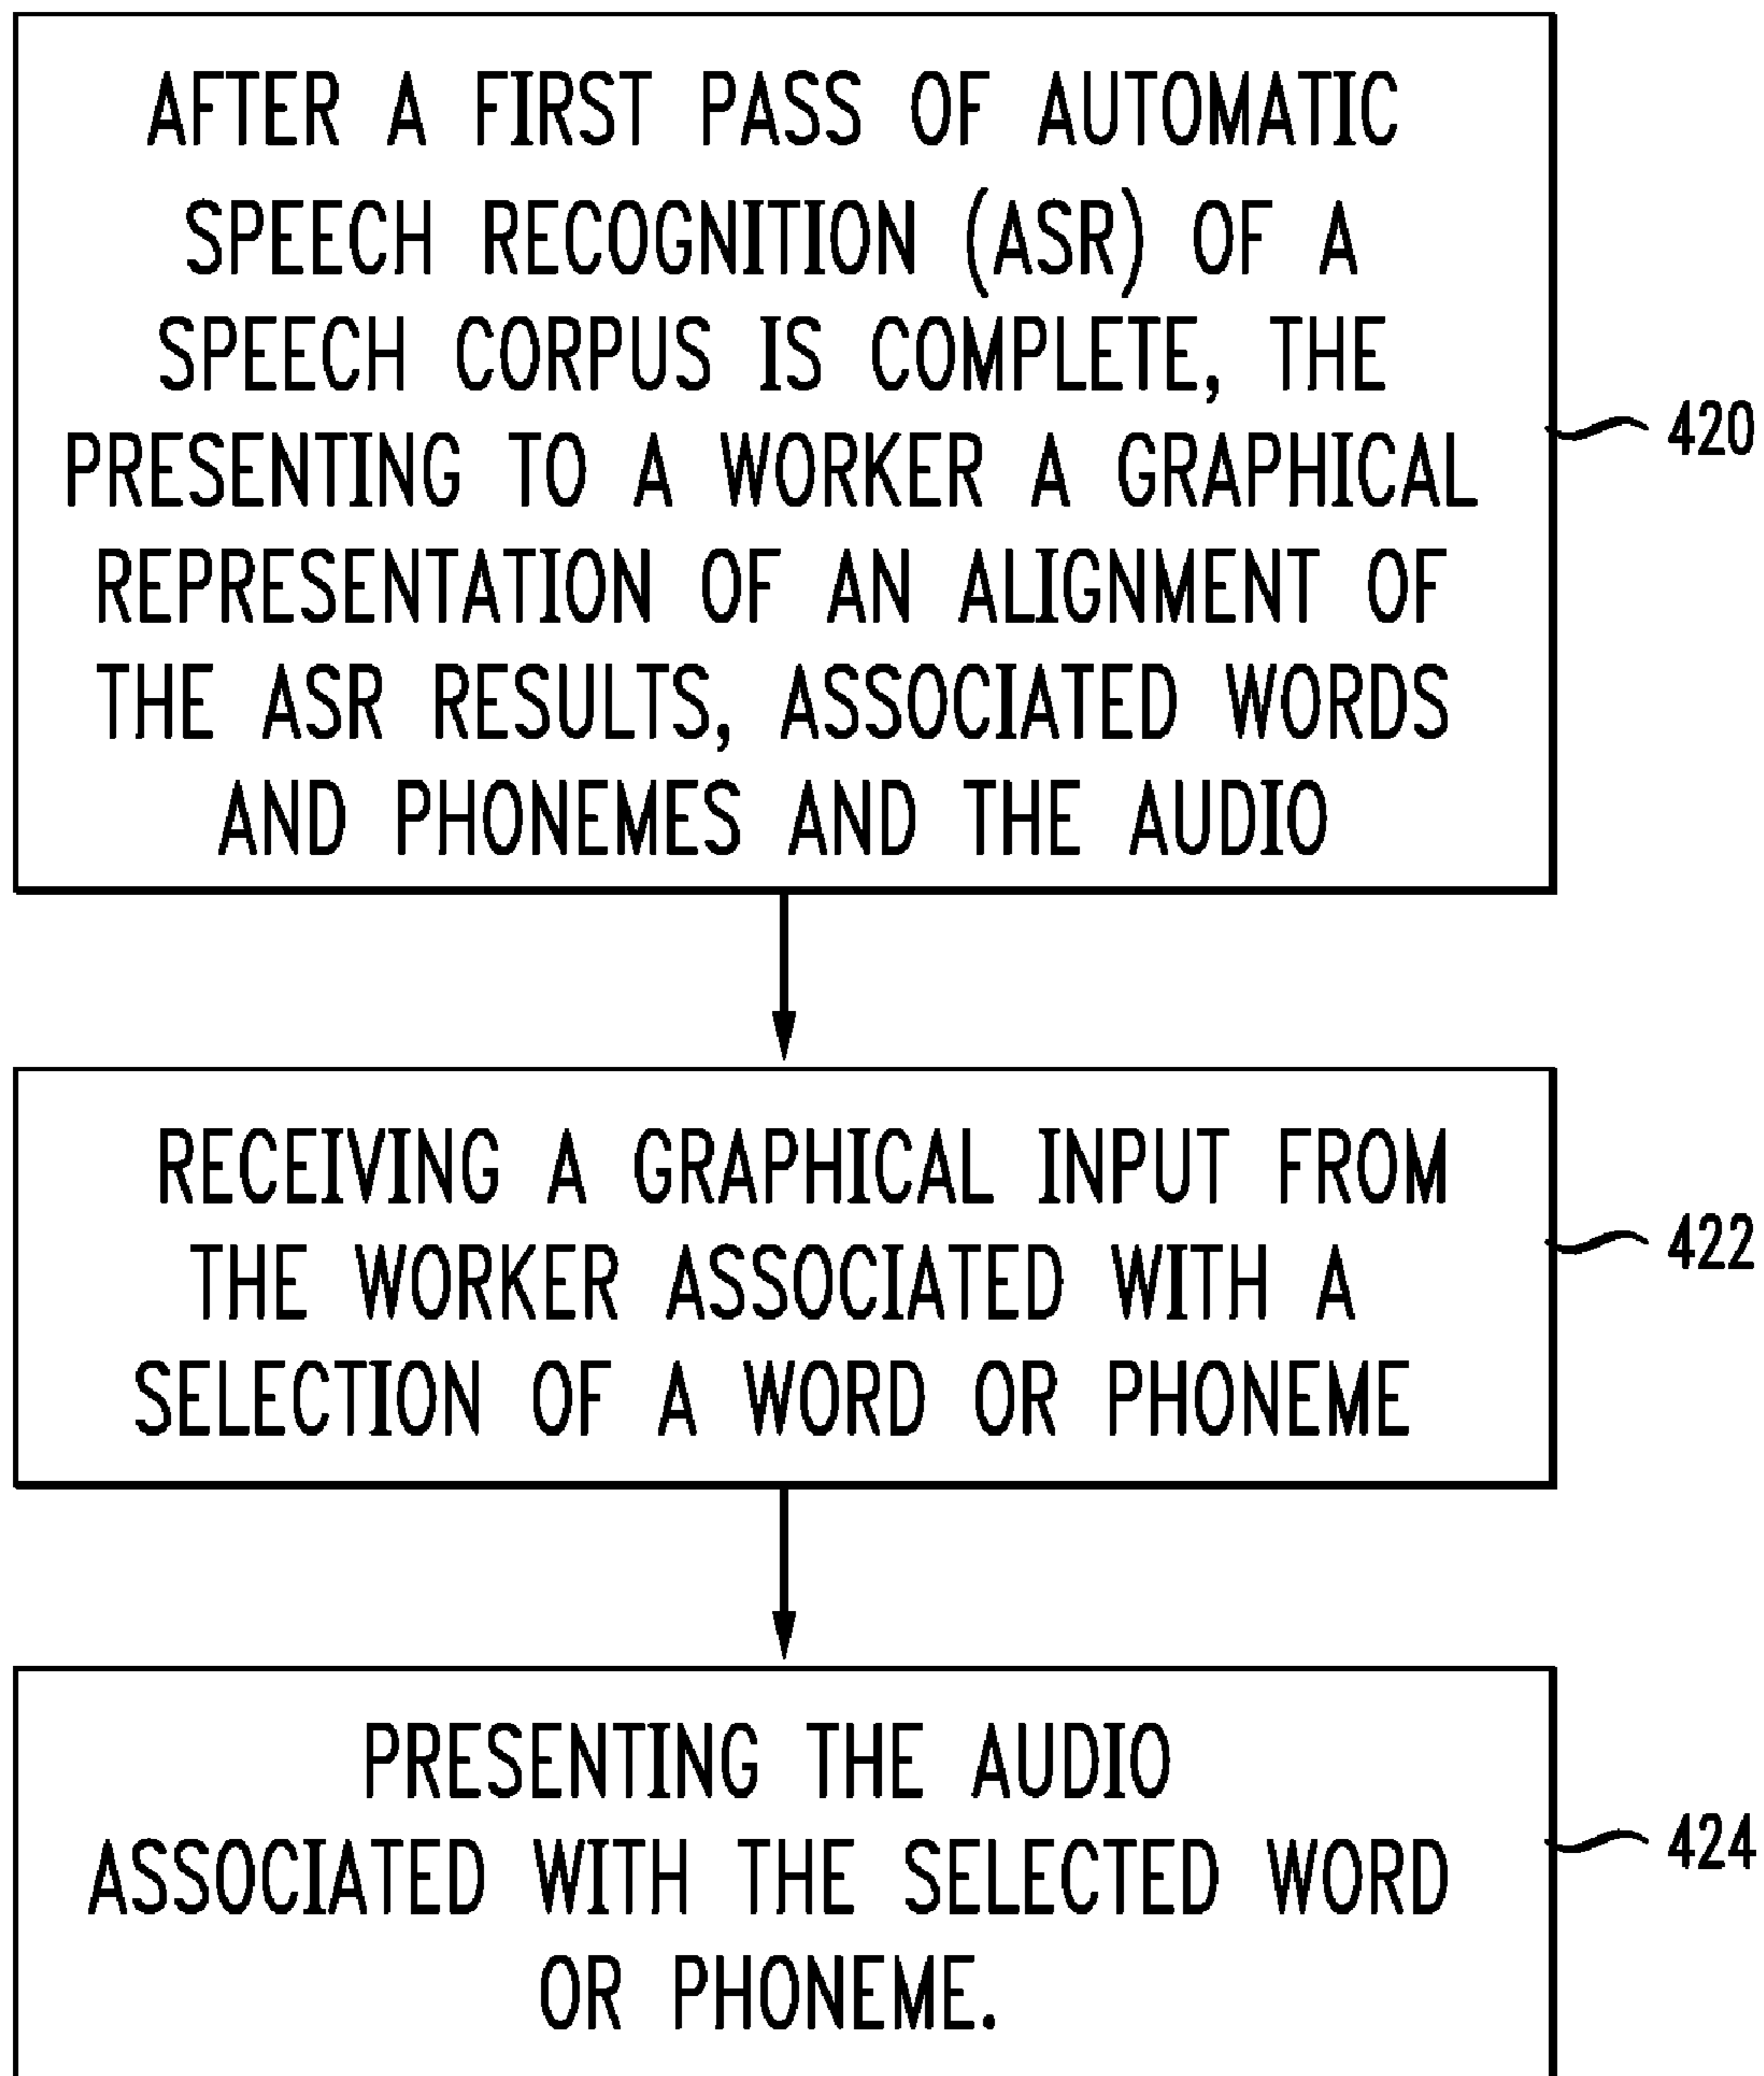 AFTER A FIRST PASS OF AUTOMATIC
SPEECH RECOGNITION (ASR) OF A
SPEECH CORPUS IS COMPLETE, THE
PRESENTING TO A WORKER A GRAPHICAL
REPRESENTATION OF AN ALIGNMENT OF
THE ASR RESULTS, ASSOCIATED WORDS
AND PHONEMES AND THE AUDIO
420
RECEIVING A GRAPHICAL INPUT FROM
THE WORKER ASSOCIATED WITH A
SELECTION OF A WORD OR PHONEME
422
PRESENTING THE AUDIO
ASSOCIATED WITH THE SELECTED WORD
OR PHONEME.
424